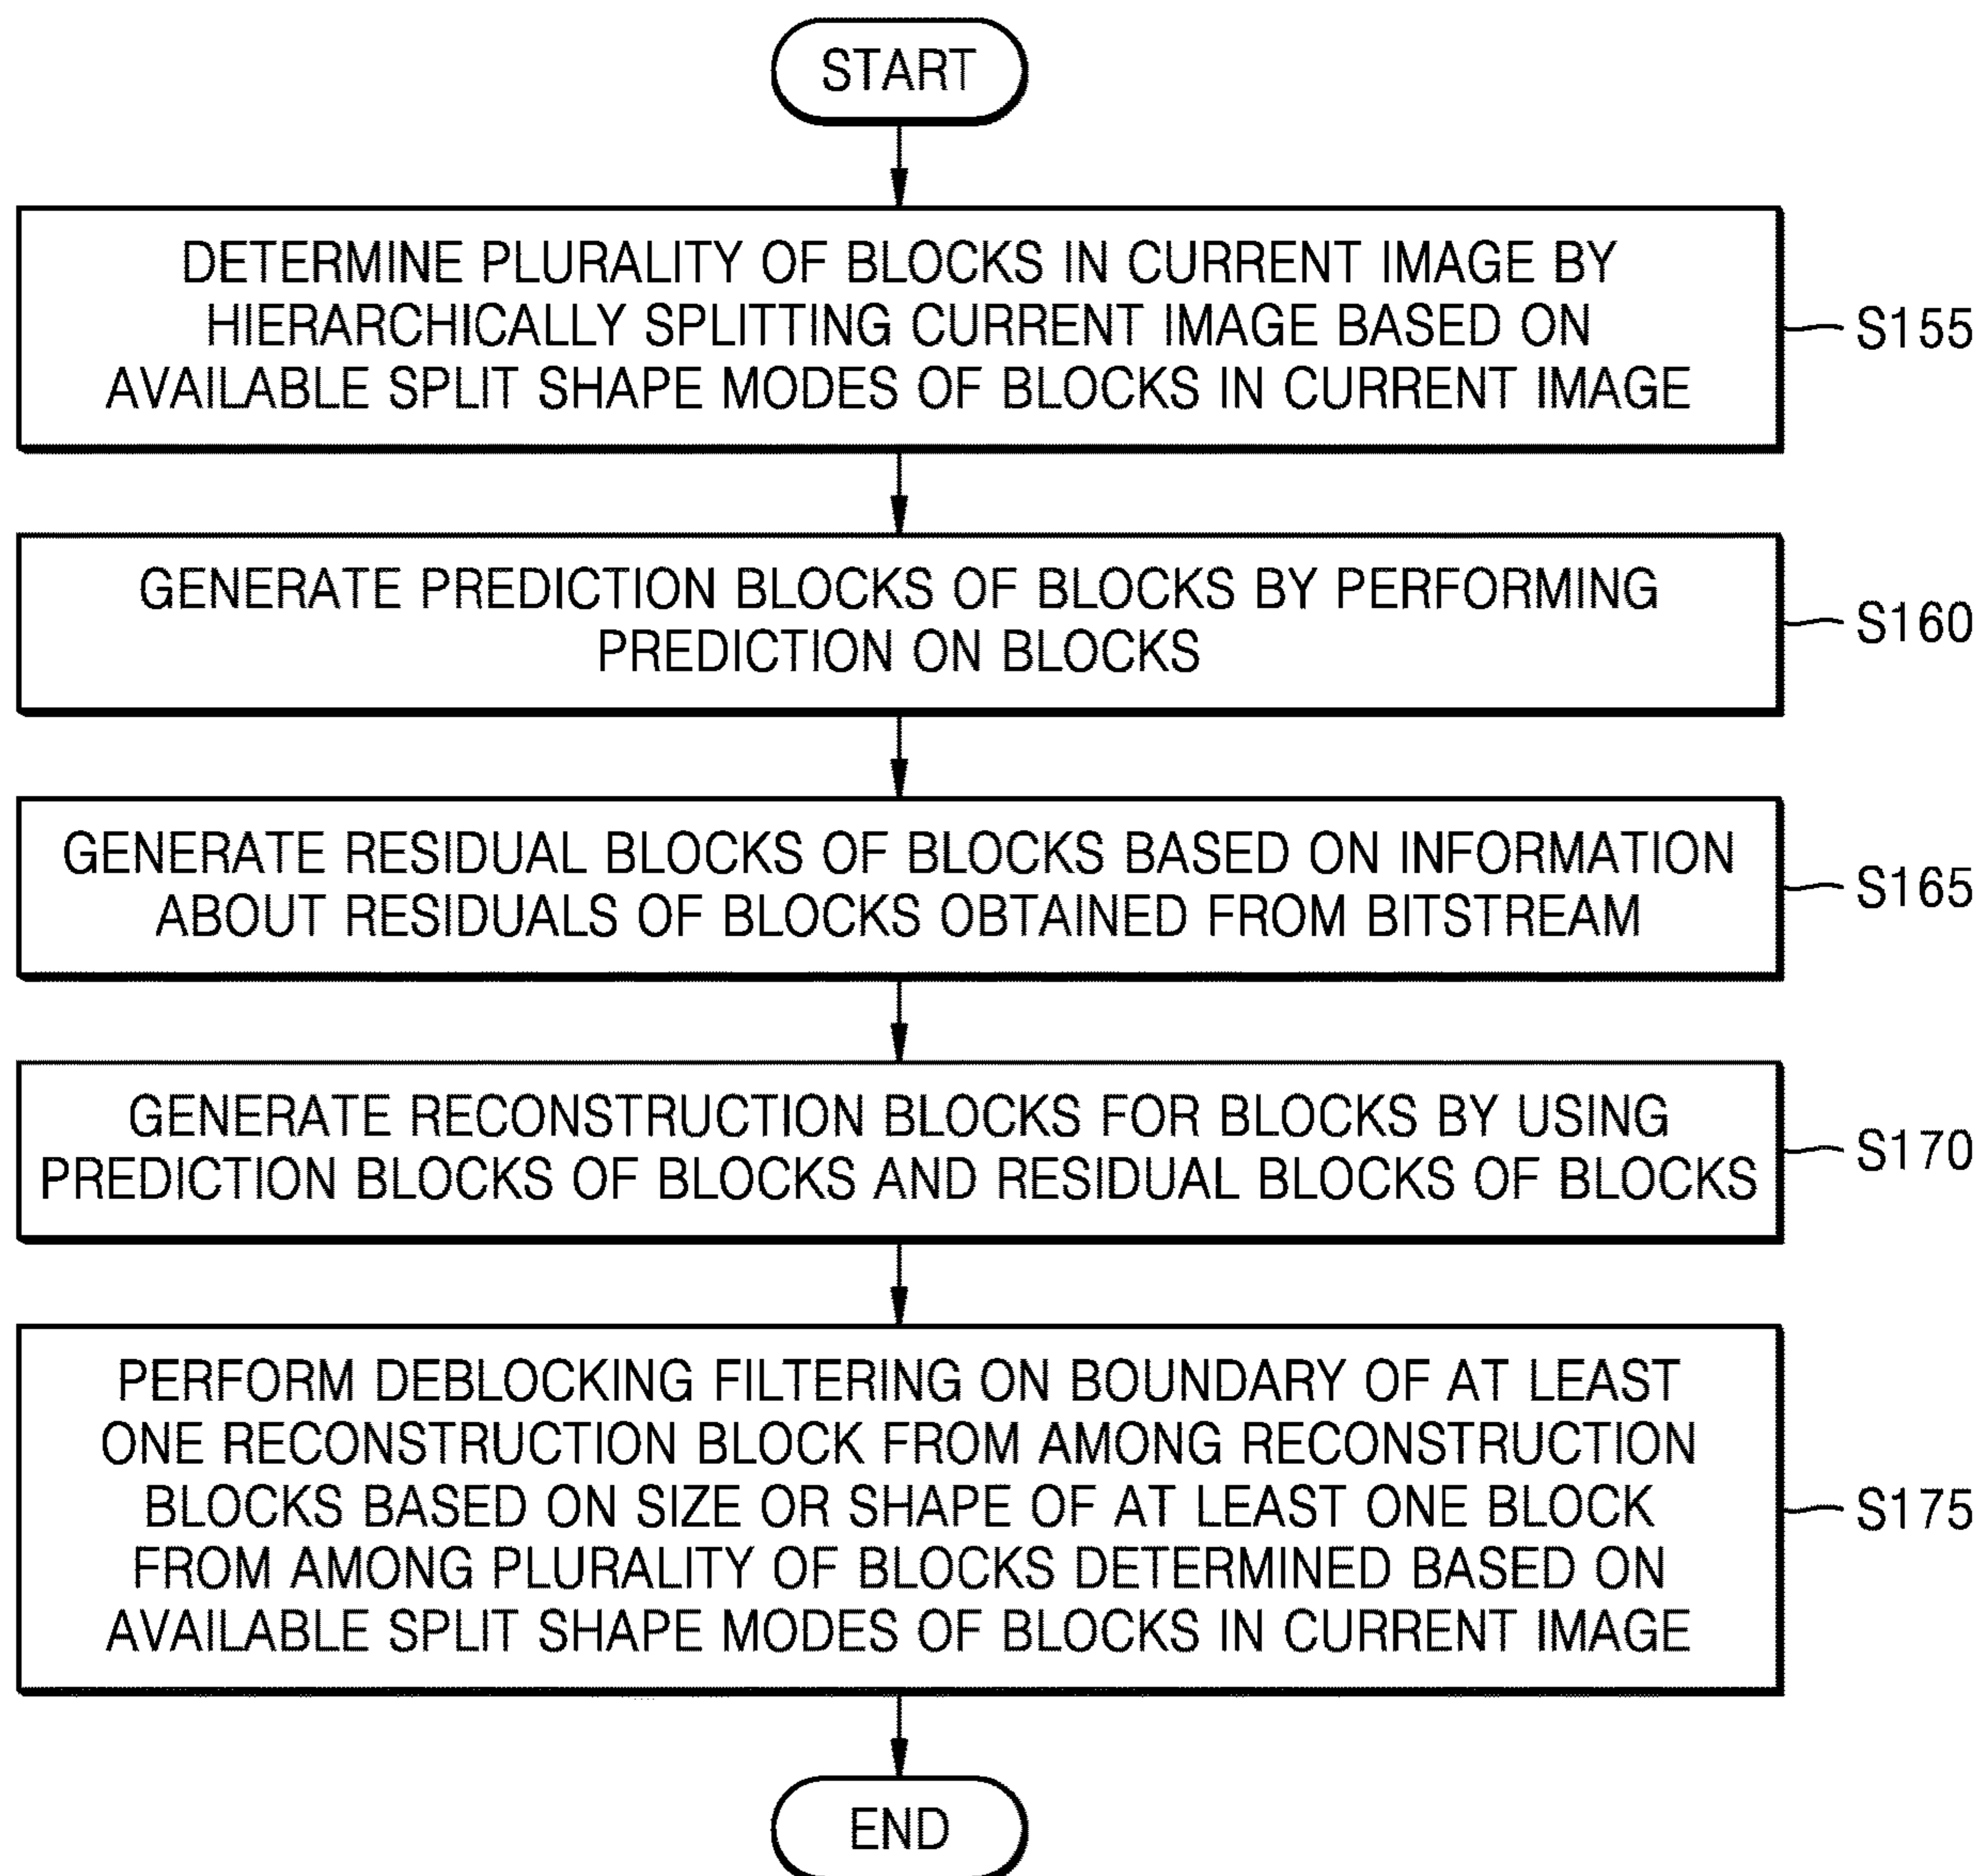 START
DETERMINE PLURALITY OF BLOCKS IN CURRENT IMAGE BY
HIERARCHICALLY SPLITTING CURRENT IMAGE BASED ON
AVAILABLE SPLIT SHAPE MODES OF BLOCKS IN CURRENT IMAGE
S155
GENERATE PREDICTION BLOCKS OF BLOCKS BY PERFORMING
PREDICTION ON BLOCKS
S160
GENERATE RESIDUAL BLOCKS OF BLOCKS BASED ON INFORMATION
ABOUT RESIDUALS OF BLOCKS OBTAINED FROM BITSTREAM
S165
GENERATE RECONSTRUCTION BLOCKS FOR BLOCKS BY USING
PREDICTION BLOCKS OF BLOCKS AND RESIDUAL BLOCKS OF BLOCKS
S170
PERFORM DEBLOCKING FILTERING ON BOUNDARY OF AT LEAST
ONE RECONSTRUCTION BLOCK FROM AMONG RECONSTRUCTION
BLOCKS BASED ON SIZE OR SHAPE OF AT LEAST ONE BLOCK
FROM AMONG PLURALITY OF BLOCKS DETERMINED BASED ON
AVAILABLE SPLIT SHAPE MODES OF BLOCKS IN CURRENT IMAGE
S175
END